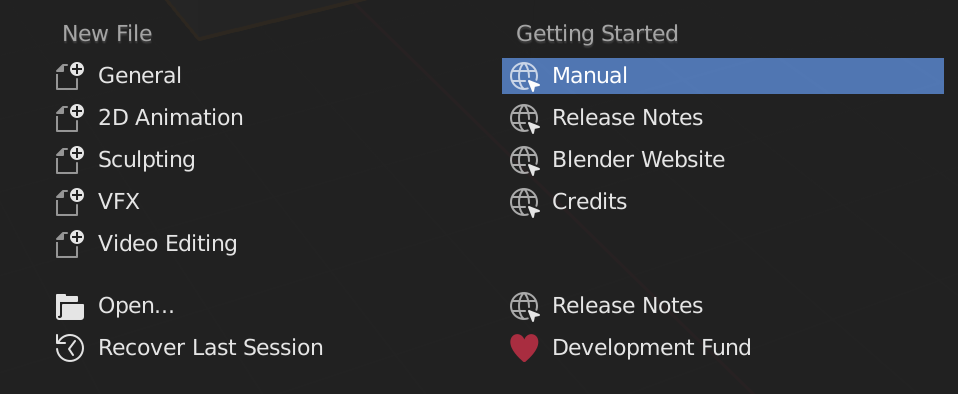 New File
General
2D Animation
Sculpting
VFX
Video Editing
Open...
Recover Last Session
Getting Started
Manual
Release Notes
Blender Website
Credits
Release Notes
Development Fund